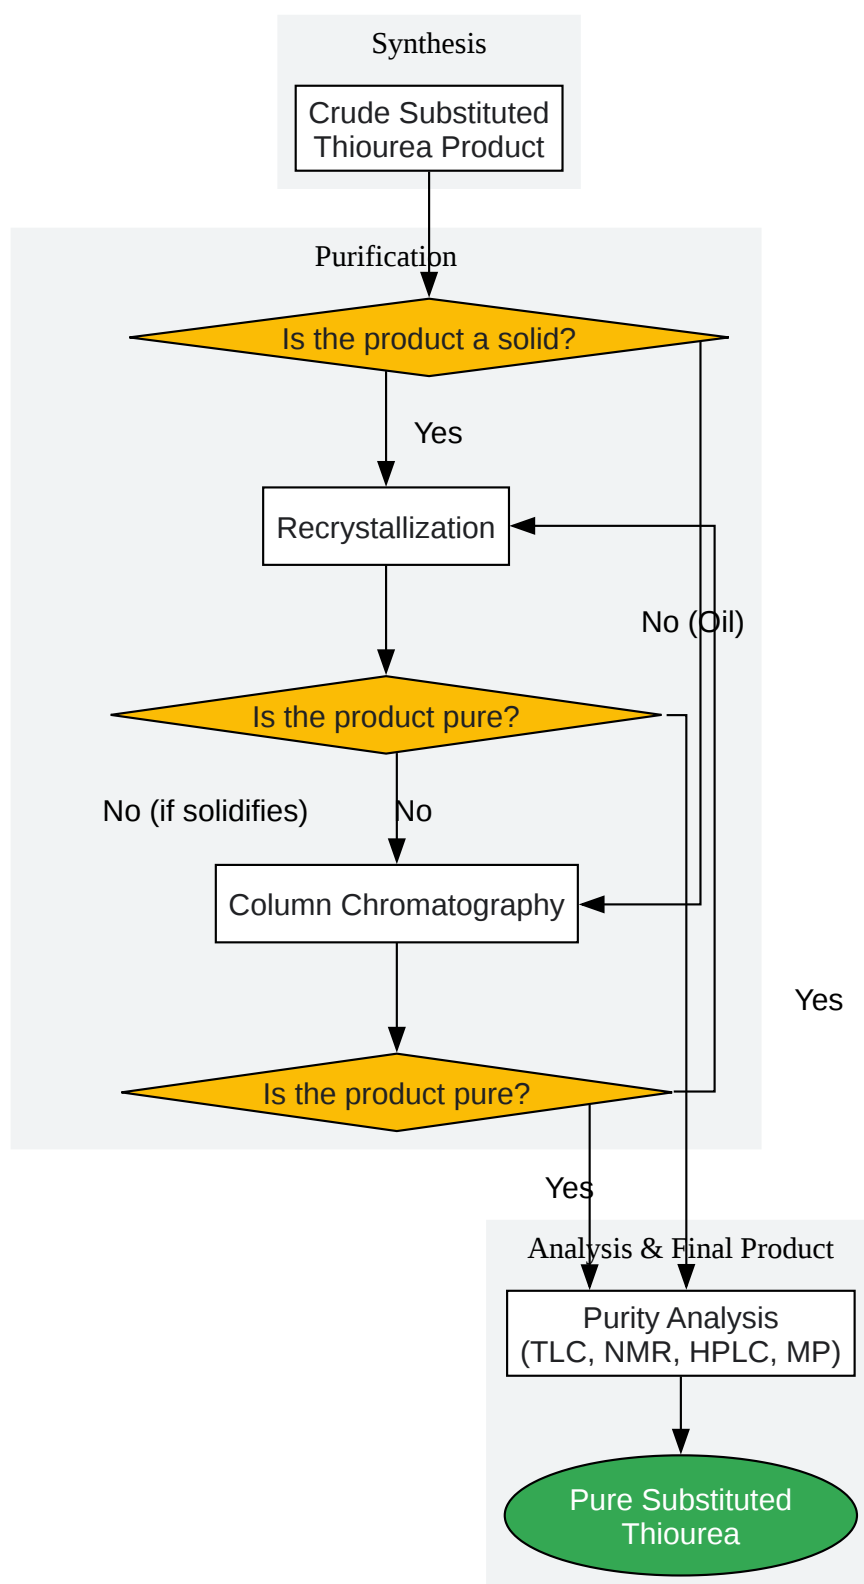 Synthesis
Crude Substituted
Thiourea Product
Purification
Is the product a solid?
Yes
Recrystallization
No (Oil)
Is the product pure?
No (if solidifies)
No
Column Chromatography
Yes
Is the product pure?
Yes
Analysis & Final Product
Purity Analysis
(TLC, NMR, HPLC, MP)
Pure Substituted
Thiourea